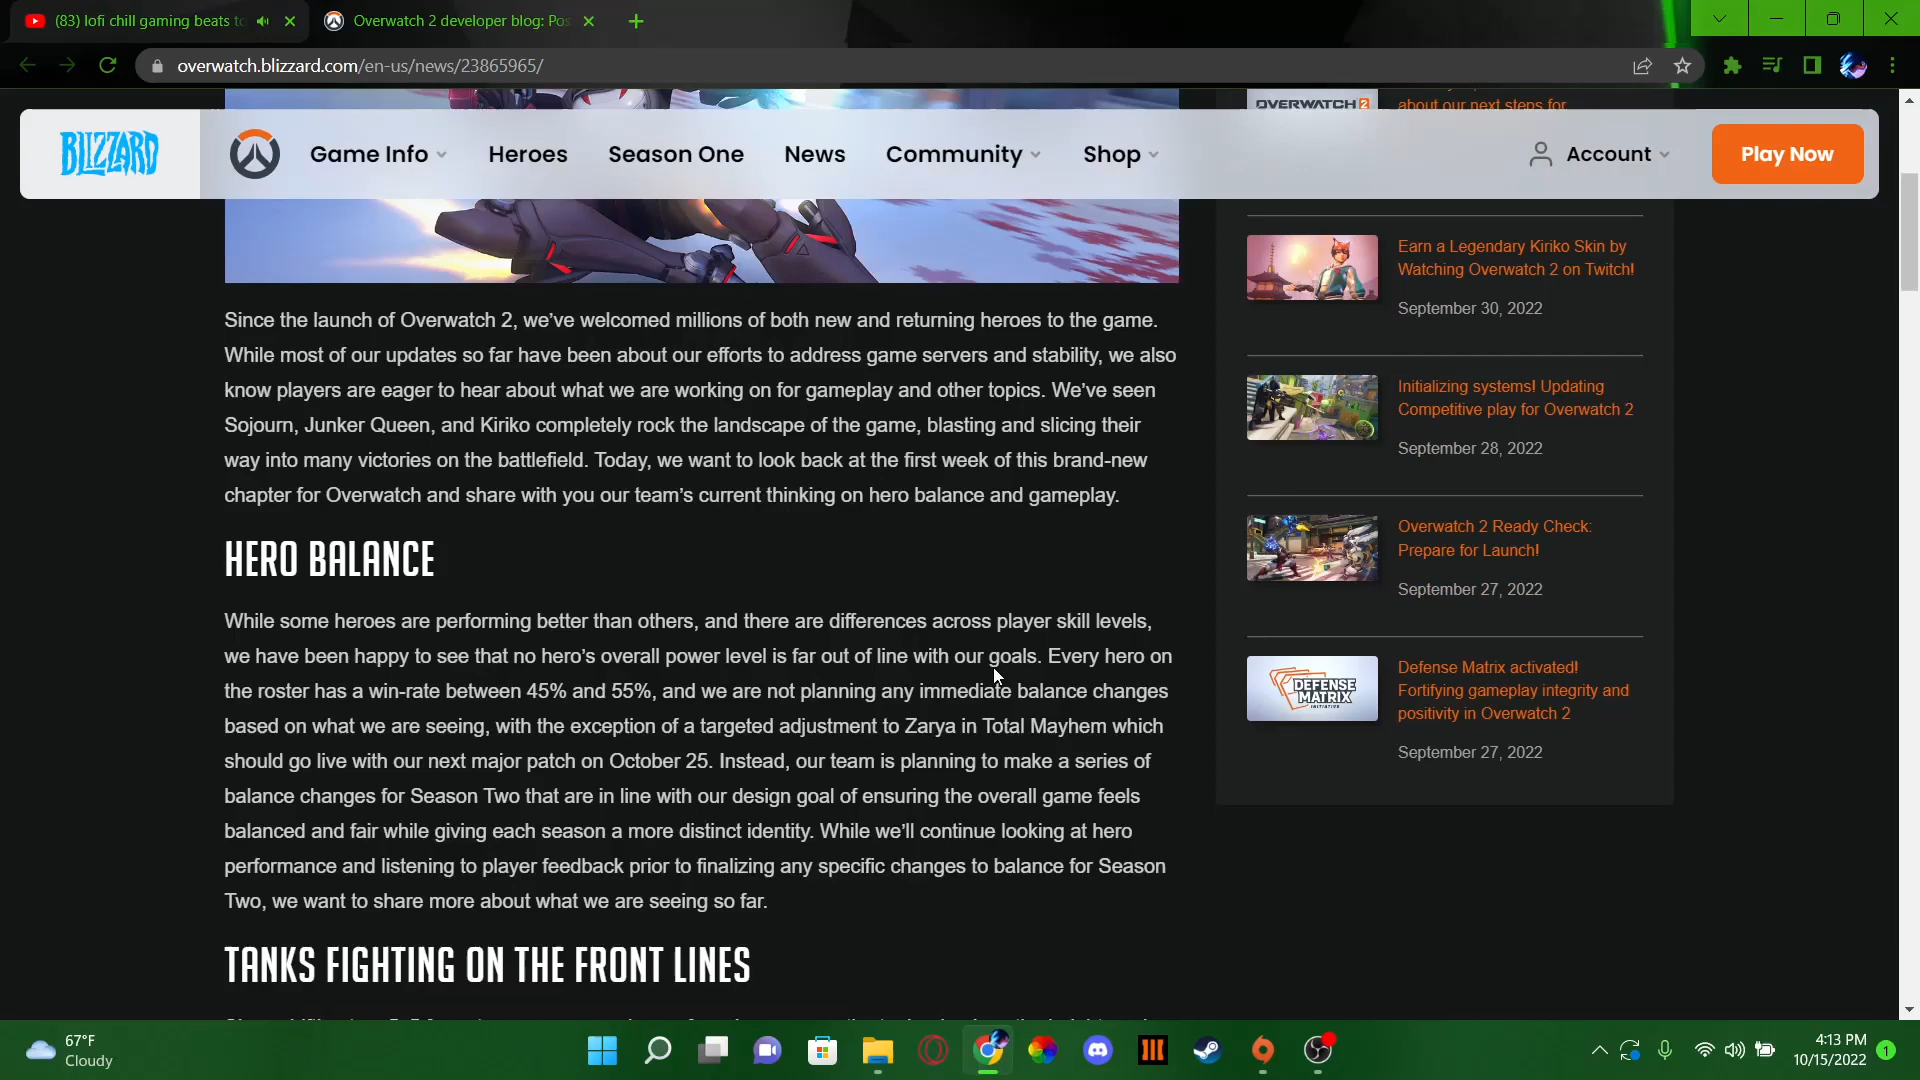 (83) lofi chill gaming beats to
Overwatch 2 developer blog: Pos
overwatch.blizzard.com/en-us/news/23865965/
OVERWATCH 2
about our next steps for
BLIZZARD
Game Info
Heroes
Season One
News
Community
Shop
Account
Play Now
Earn a Legendary Kiriko Skin by
Watching Overwatch 2 on Twitch!
September 30, 2022
Since the launch of Overwatch 2, we’ve welcomed millions of both new and returning heroes to the game.
While most of our updates so far have been about our efforts to address game servers and stability, we also
know players are eager to hear about what we are working on for gameplay and other topics. We’ve seen
Sojourn, Junker Queen, and Kiriko completely rock the landscape of the game, blasting and slicing their
way into many victories on the battlefield. Today, we want to look back at the first week of this brand-new
chapter for Overwatch and share with you our team’s current thinking on hero balance and gameplay.
Initializing systems! Updating
Competitive play for Overwatch 2
September 28, 2022
Overwatch 2 Ready Check:
Prepare for Launch!
September 27, 2022
HERO BALANCE
While some heroes are performing better than others, and there are differences across player skill levels,
we have been happy to see that no hero’s overall power level is far out of line with our goals. Every hero on
the roster has a win-rate between 45% and 55%, and we are not planning any immediate balance changes
based on what we are seeing, with the exception of a targeted adjustment to Zarya in Total Mayhem which
should go live with our next major patch on October 25. Instead, our team is planning to make a series of
balance changes for Season Two that are in line with our design goal of ensuring the overall game feels
balanced and fair while giving each season a more distinct identity. While we’ll continue looking at hero
performance and listening to player feedback prior to finalizing any specific changes to balance for Season
Two, we want to share more about what we are seeing so far.
DEFENSE
MATRIX
INITIATIVE
Defense Matrix activated!
Fortifying gameplay integrity and
positivity in Overwatch 2
September 27, 2022
TANKS FIGHTING ON THE FRONT LINES
67°F
Cloudy
4:13 PM
10/15/2022
1